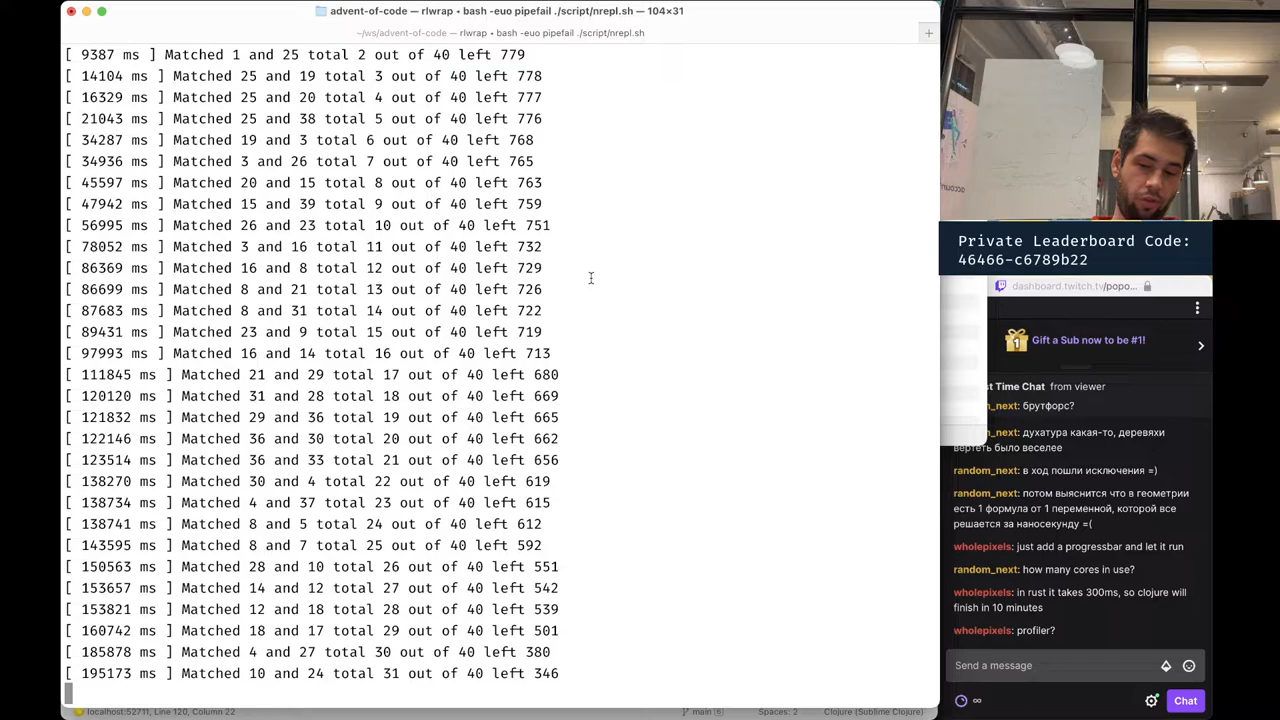 advent-of-code — rlwrap • bash -euo pipefail ./script/nrepl.sh — 104×31
~/ws/advent-of-code — rlwrap • bash -euo pipefail ./script/nrepl.sh
[ 9387 ms ] Matched 1 and 25 total 2 out of 40 left 779
[ 14104 ms ] Matched 25 and 19 total 3 out of 40 left 778
[ 16329 ms ] Matched 25 and 20 total 4 out of 40 left 777
[ 21043 ms ] Matched 25 and 38 total 5 out of 40 left 776
[ 34287 ms ] Matched 19 and 3 total 6 out of 40 left 768
[ 34936 ms ] Matched 3 and 26 total 7 out of 40 left 765
[ 45597 ms ] Matched 20 and 15 total 8 out of 40 left 763
[ 47942 ms ] Matched 15 and 39 total 9 out of 40 left 759
[ 56995 ms ] Matched 26 and 23 total 10 out of 40 left 751
[ 78052 ms ] Matched 3 and 16 total 11 out of 40 left 732
[ 86369 ms ] Matched 16 and 8 total 12 out of 40 left 729
[ 86699 ms ] Matched 8 and 21 total 13 out of 40 left 726
[ 87683 ms ] Matched 8 and 31 total 14 out of 40 left 722
[ 89431 ms ] Matched 23 and 9 total 15 out of 40 left 719
[ 97993 ms ] Matched 16 and 14 total 16 out of 40 left 713
[ 111845 ms ] Matched 21 and 29 total 17 out of 40 left 680
[ 120120 ms ] Matched 31 and 28 total 18 out of 40 left 669
[ 121832 ms ] Matched 29 and 36 total 19 out of 40 left 665
[ 122146 ms ] Matched 36 and 30 total 20 out of 40 left 662
[ 123514 ms ] Matched 36 and 33 total 21 out of 40 left 656
[ 138270 ms ] Matched 30 and 4 total 22 out of 40 left 619
[ 138734 ms ] Matched 4 and 37 total 23 out of 40 left 615
[ 138741 ms ] Matched 8 and 5 total 24 out of 40 left 612
[ 143595 ms ] Matched 8 and 7 total 25 out of 40 left 592
[ 150563 ms ] Matched 28 and 10 total 26 out of 40 left 551
[ 153657 ms ] Matched 14 and 12 total 27 out of 40 left 542
[ 153821 ms ] Matched 12 and 18 total 28 out of 40 left 539
[ 160742 ms ] Matched 18 and 17 total 29 out of 40 left 501
[ 185878 ms ] Matched 4 and 27 total 30 out of 40 left 380
[ 195173 ms ] Matched 10 and 24 total 31 out of 40 left 346
localhost:52711, Line 120, Column 22
main [6]
Spaces: 2
Clojure (Sublime Clojure)
Private Leaderboard Code:
46466-c6789b22
dashboard.twitch.tv/popo...
1
Gift a Sub now to be #1!
st Time Chat from viewer
m_next: брутфорс?
m_next: духатура какая-то, деревяхи
вертеть было веселее
random_next: в ход пошли исключения =)
random_next: потом выяснится что в геометрии
есть 1 формула от 1 переменной, которой все
решается за наносекунду =(
wholepixels: just add a progressbar and let it run
random_next: how many cores in use?
wholepixels: in rust it takes 300ms, so clojure will
finish in 10 minutes
wholepixels: profiler?
Send a message
Chat